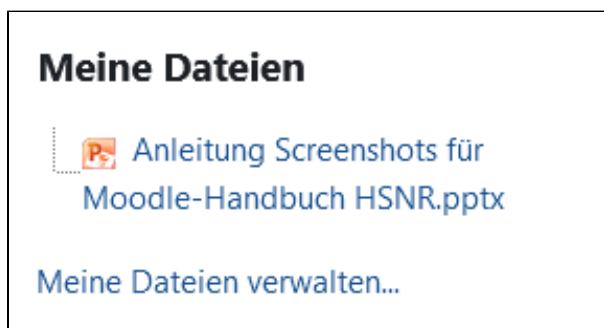 Meine Dateien
Anleitung Screenshots für
Moodle-Handbuch HSNR.pptx
Meine Dateien verwalten...